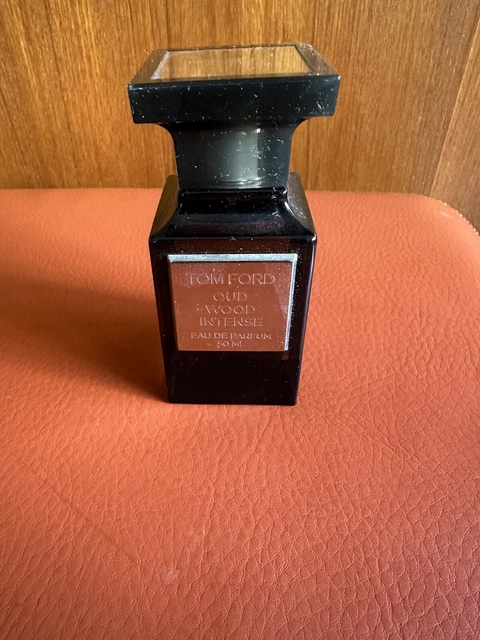 TOM FORD
OUD
WOOD
INTENSE
EAU DE PARFUM
50 ML